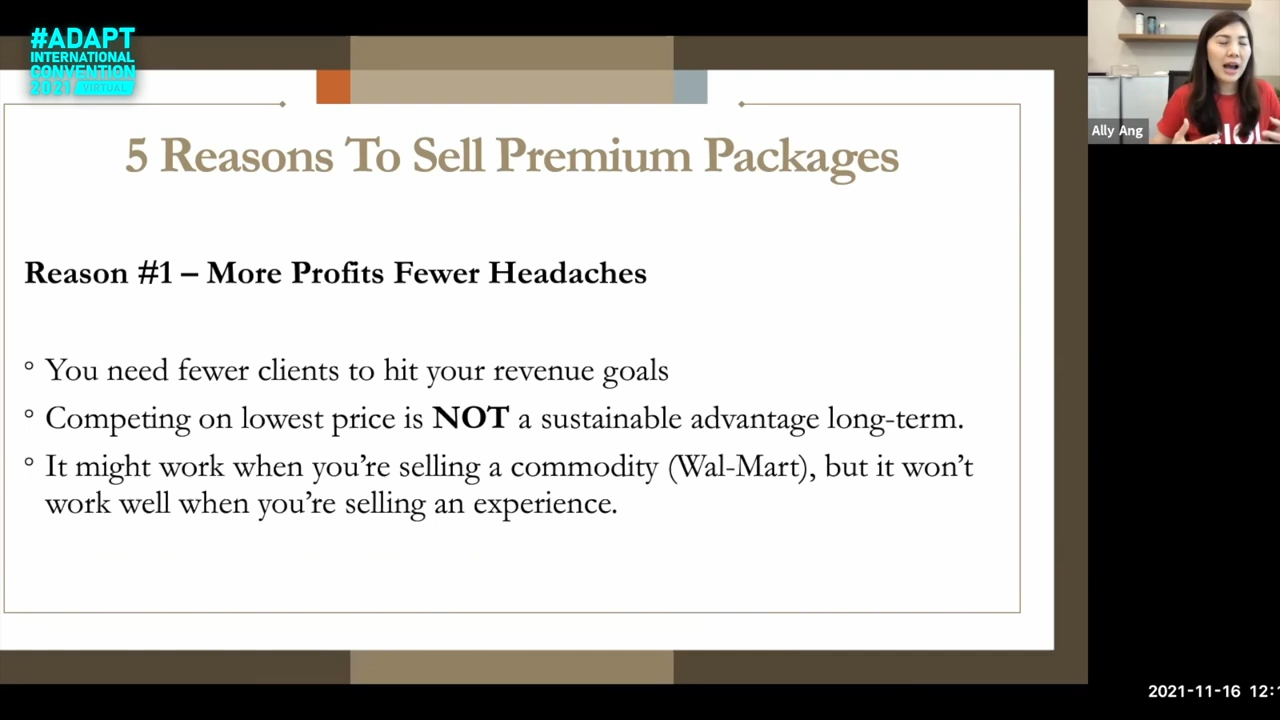 #ADAPT
INTERNATIONAL
CONVENTION
2021 VIRTUAL
5 Reasons To Sell Premium Packages
Reason #1 – More Profits Fewer Headaches
° You need fewer clients to hit your revenue goals
° Competing on lowest price is NOT a sustainable advantage long-term.
° It might work when you’re selling a commodity (Wal-Mart), but it won’t
work well when you’re selling an experience.
Ally Ang
2021-11-16 12: